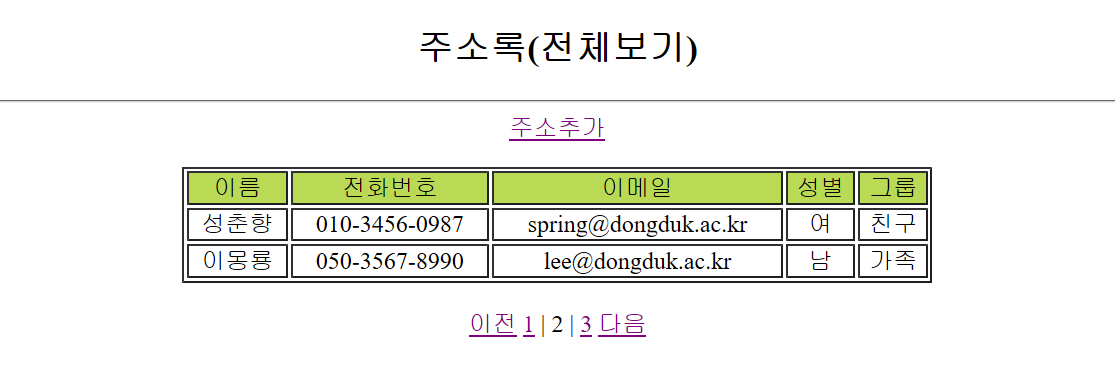 주소록(전체보기)
주소추가
이름 전화번호 이메일 성별 그룹
성춘향 010-3456-0987 spring@dongduk.ac.kr 여 친구
이몽룡 050-3567-8990 lee@dongduk.ac.kr 남 가족
이전 1 | 2 | 3 다음